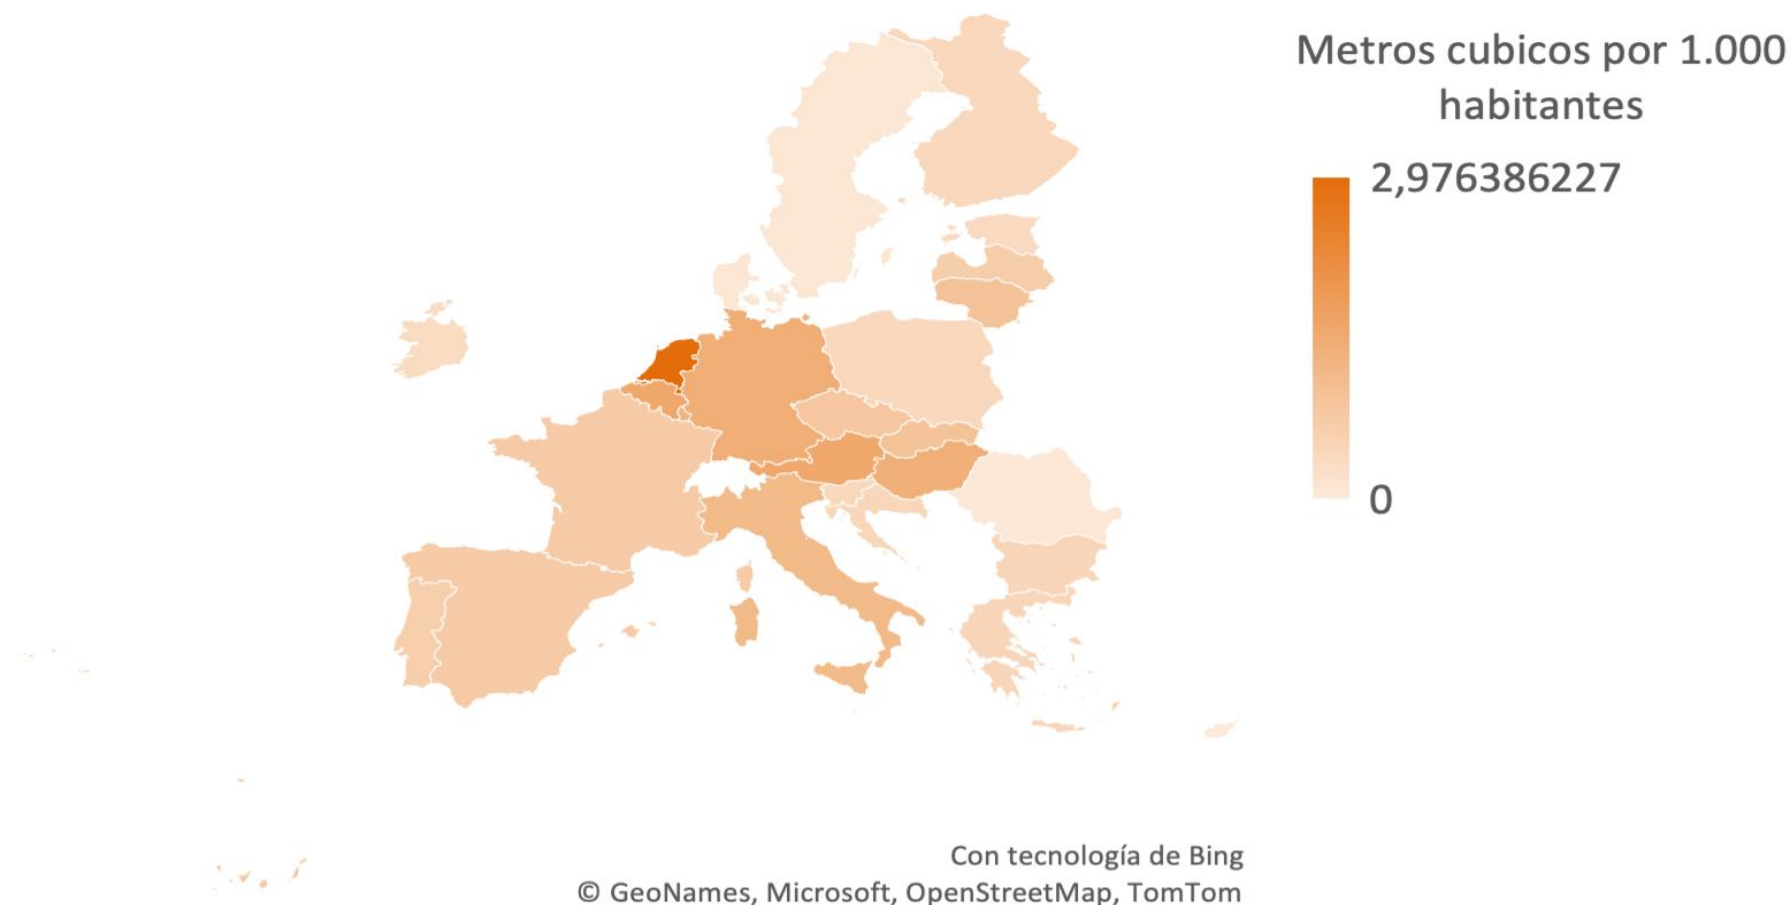 Metros cubicos por 1.000
habitantes
2,976386227
0
Con tecnología de Bing
© GeoNames, Microsoft, OpenStreetMap, TomTom